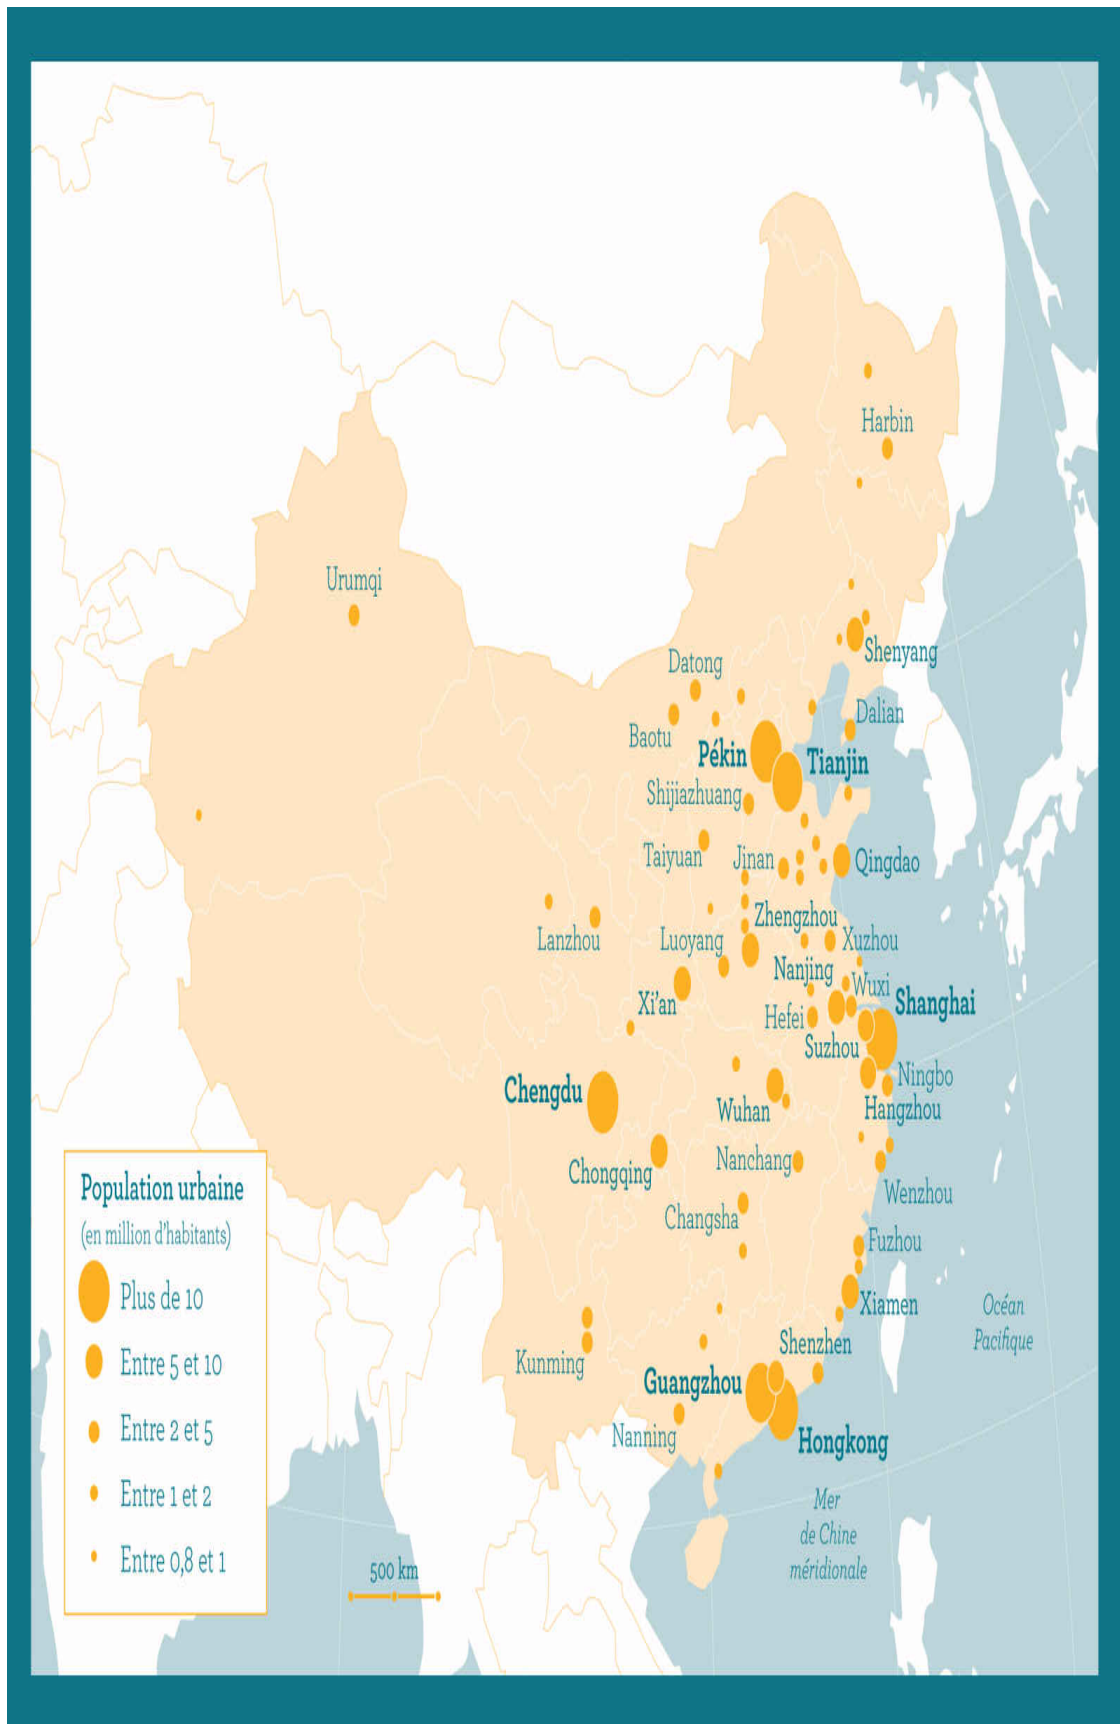 Harbin
Urumqi
Shenyang
Datong
Dalian
Baotu
Pékin
Tianjin
Shijiazhuang
Taiyuan
Jinan
Qingdao
Zhengzhou
Lanzhou
Luoyang
Xuzhou
Nanjing
Wuxi
Xi'an
Shanghai
Hefei
Suzhou
Ningbo
Chengdu
Hangzhou
Wuhan
Chongqing
Nanchang
Wenzhou
Changsha
Fuzhou
Xiamen
Océan
Pacifique
Shenzhen
Kunming
Guangzhou
Nanning
Hongkong
Mer
de Chine
méridionale
500 km
Population urbaine
(en million d'habitants)
Plus de 10
Entre 5 et 10
Entre 2 et 5
Entre 1 et 2
Entre 0,8 et 1